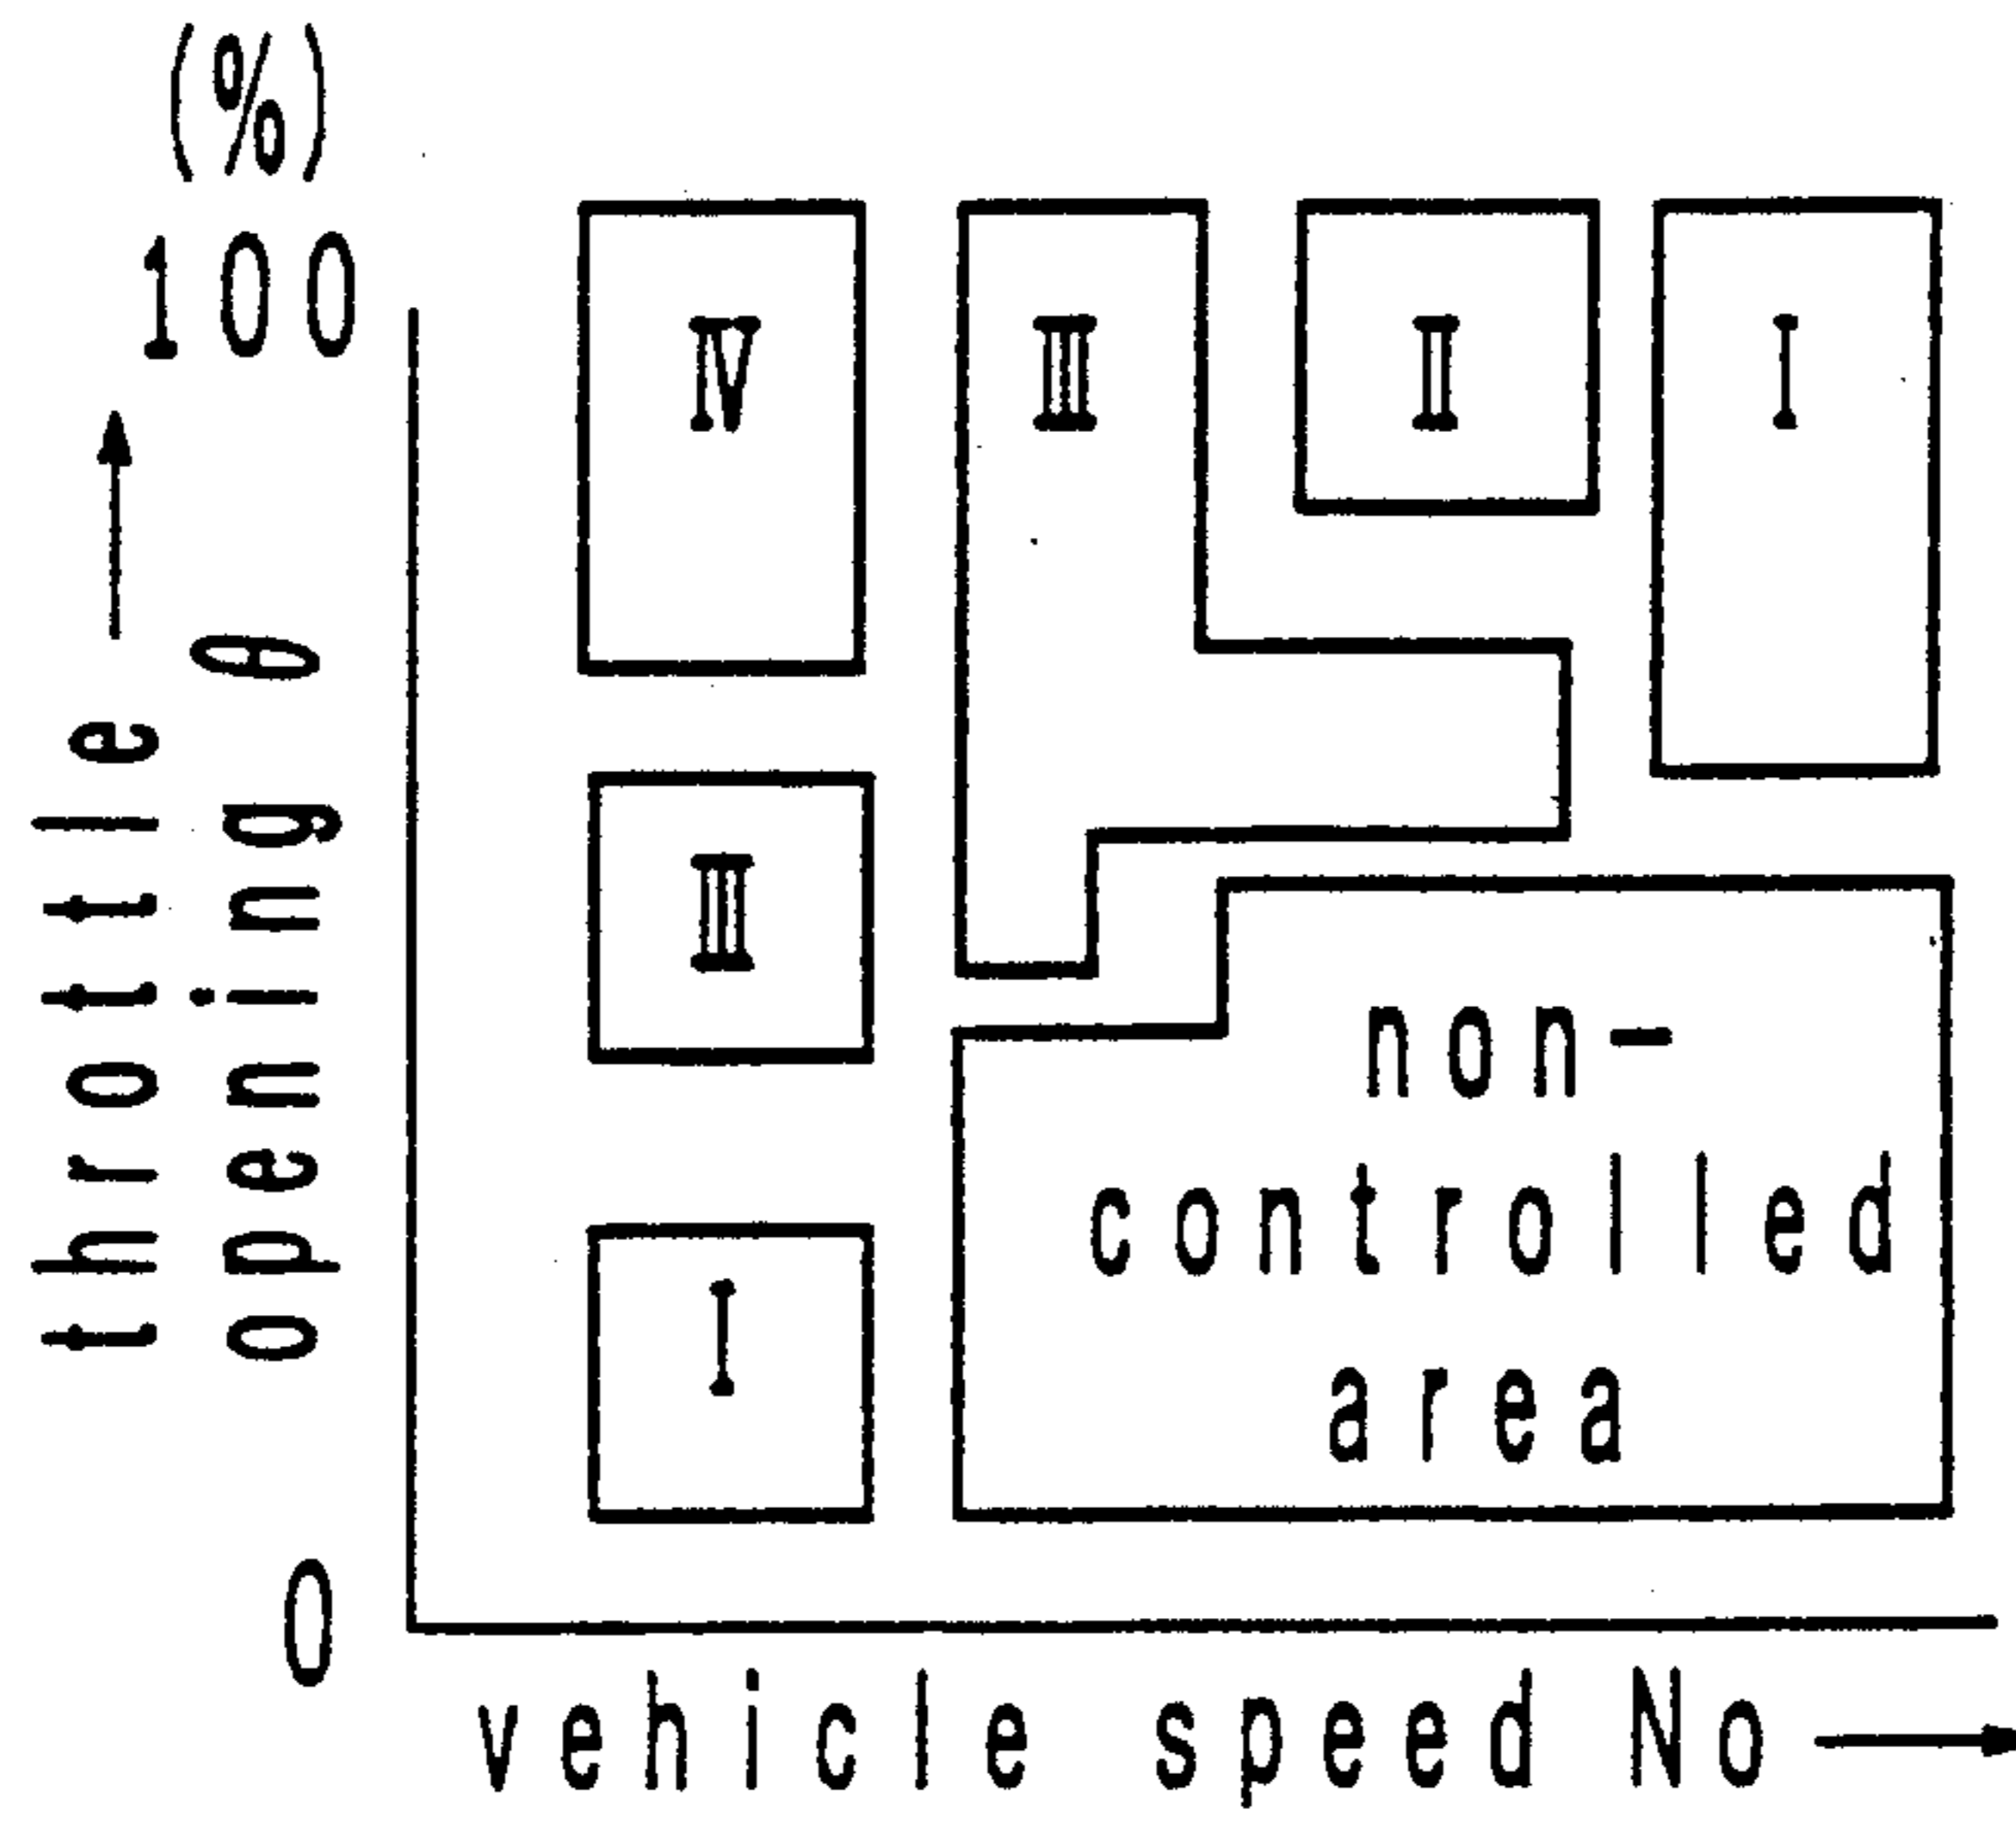 (%)
100
throttle
opening θ
IV
III
II
I
III
I
non-
controlled
area
0
vehicle speed No